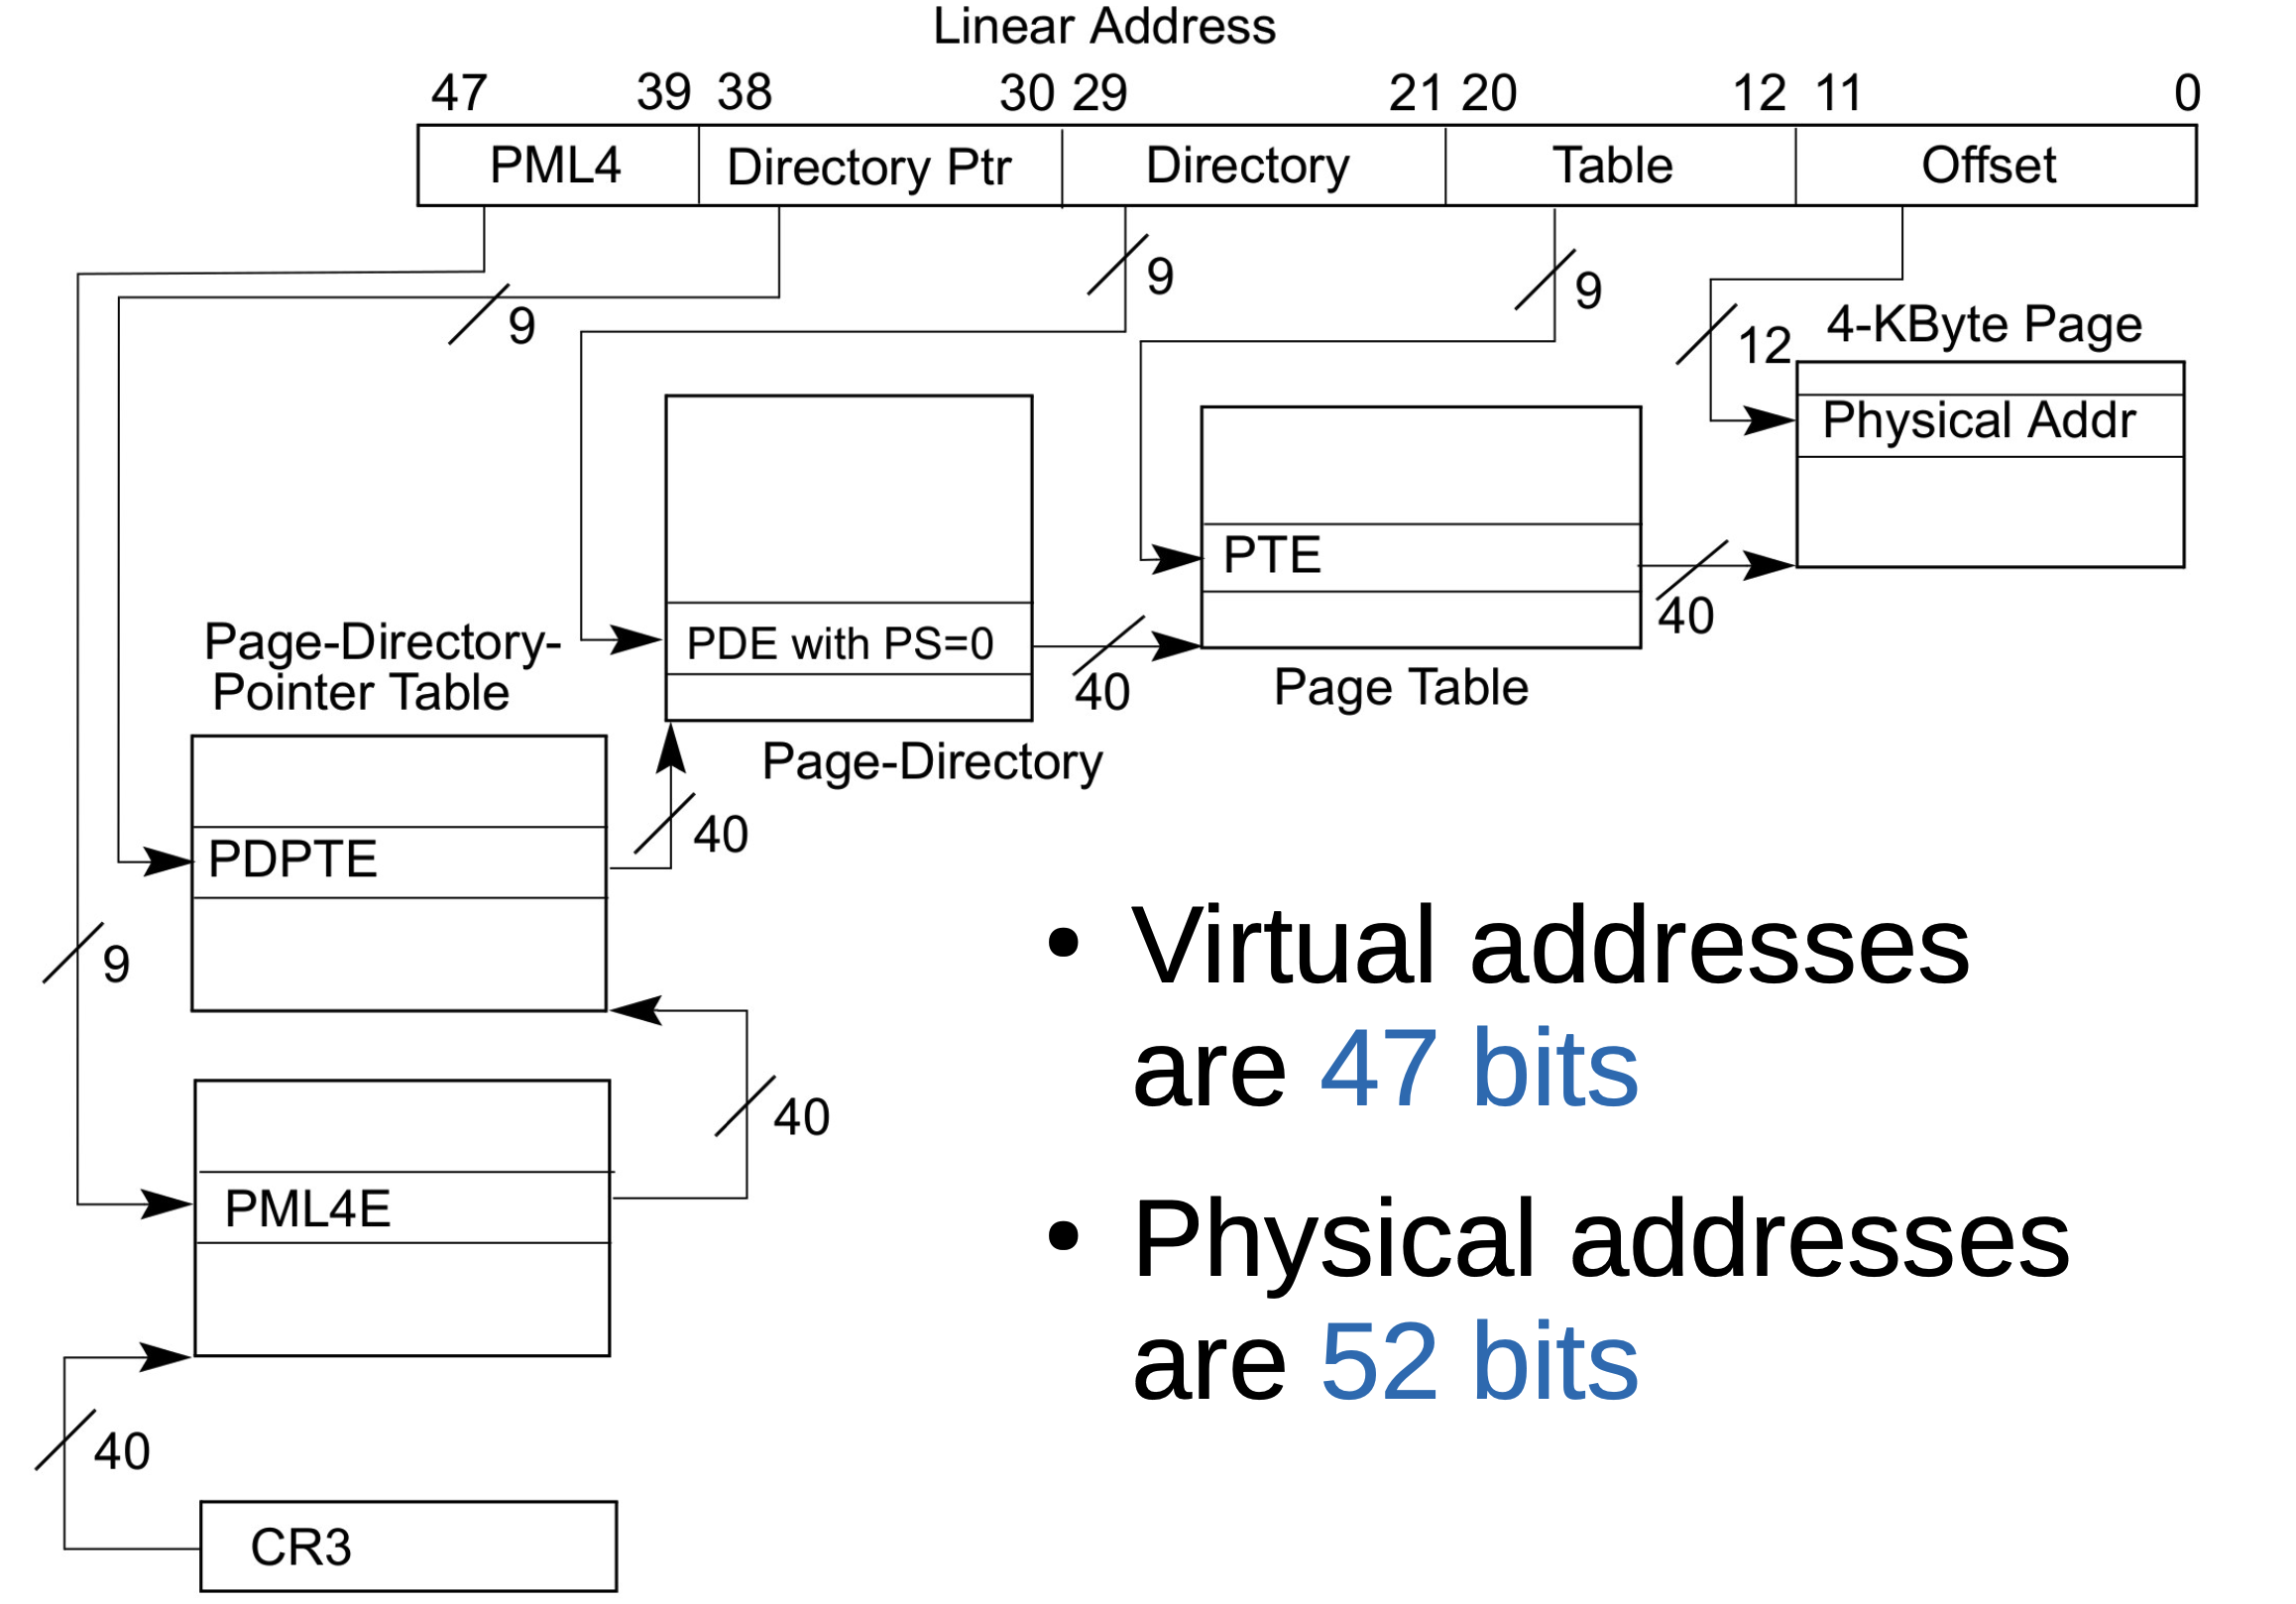 Linear Address
47 39 38 30 29 21 20 12 11 0
PML4 Directory Ptr Directory Table Offset
9
9
9
12
4-KByte Page
Physical Addr
PTE
40
Page Table
PDE with PS=0
40
Page-Directory
Page-Directory-
Pointer Table
40
PDPTE
9
40
PML4E
40
CR3
• Virtual addresses
are 47 bits
• Physical addresses
are 52 bits